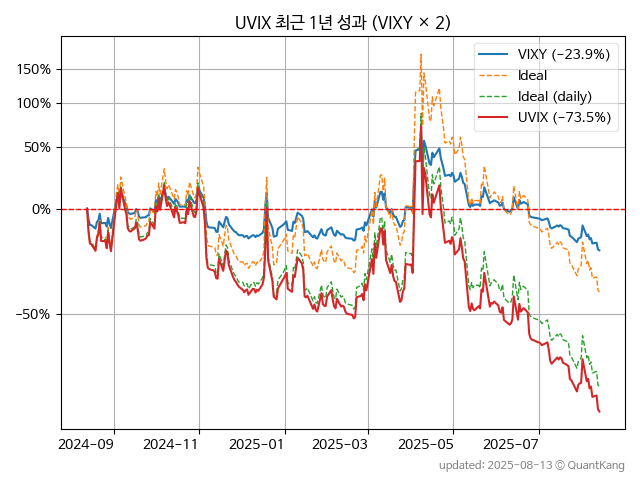 UVIX 최근 1년 성과 (VIXY × 2)
VIXY (−23.9%)
Ideal
Ideal (daily)
UVIX (−73.5%)
150%
100%
50%
0%
−50%
2024-09
2024-11
2025-01
2025-03
2025-05
2025-07
updated: 2025-08-13 ⓒ QuantKang